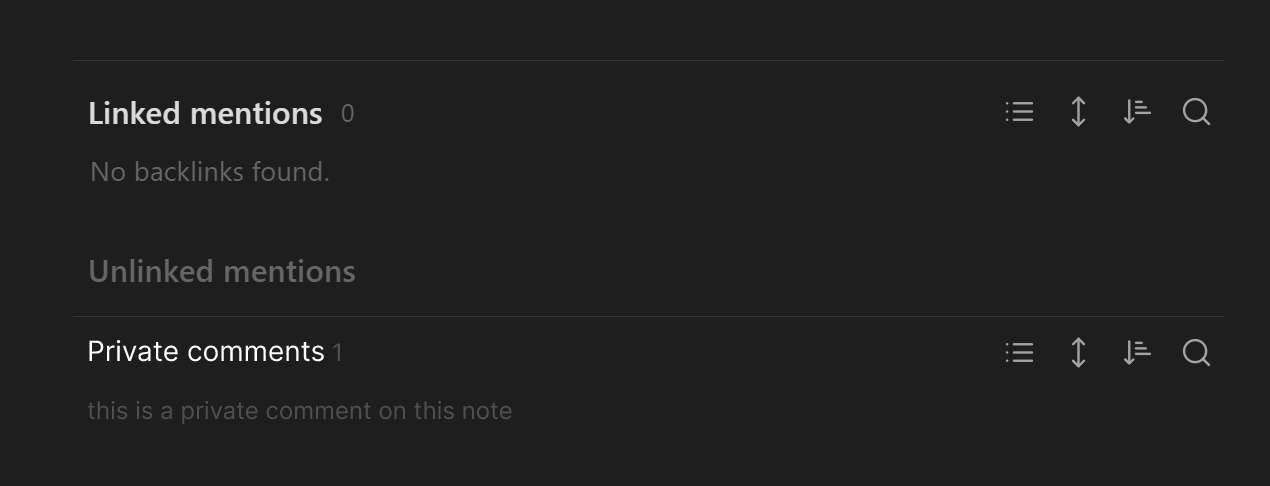 Linked mentions 0
No backlinks found.
Unlinked mentions
Private comments 1
this is a private comment on this note